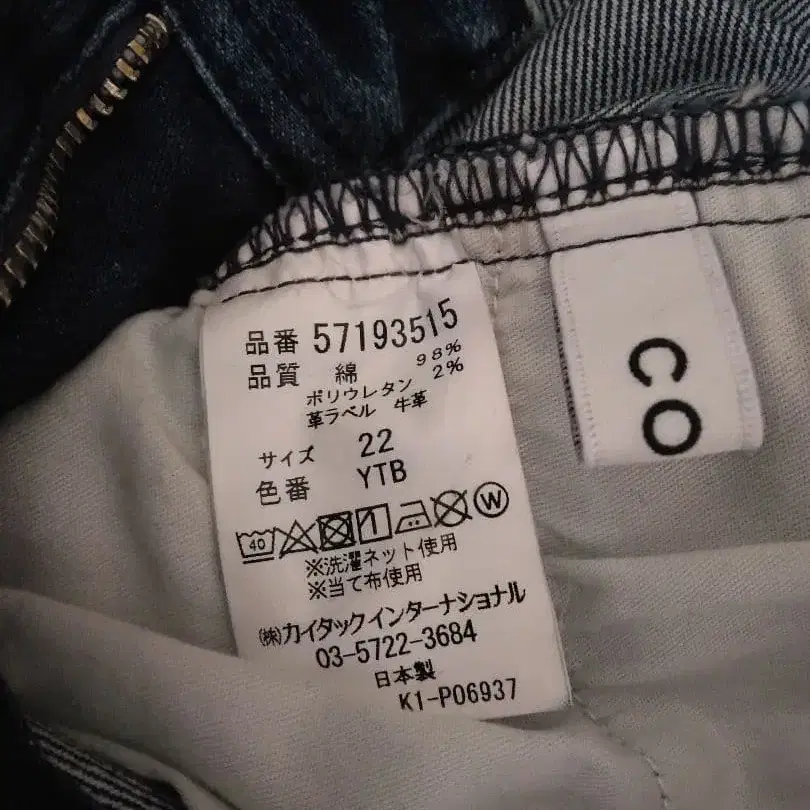 品番 57193515
品質 綿 98%
ポリウレタン 2%
革ラベル 牛革
サイズ 22
色番 YTB
40 W
※洗濯ネット使用
※当て布使用
㈱カイタックインターナショナル
03-5722-3684
日本製
K1-P06937
CO